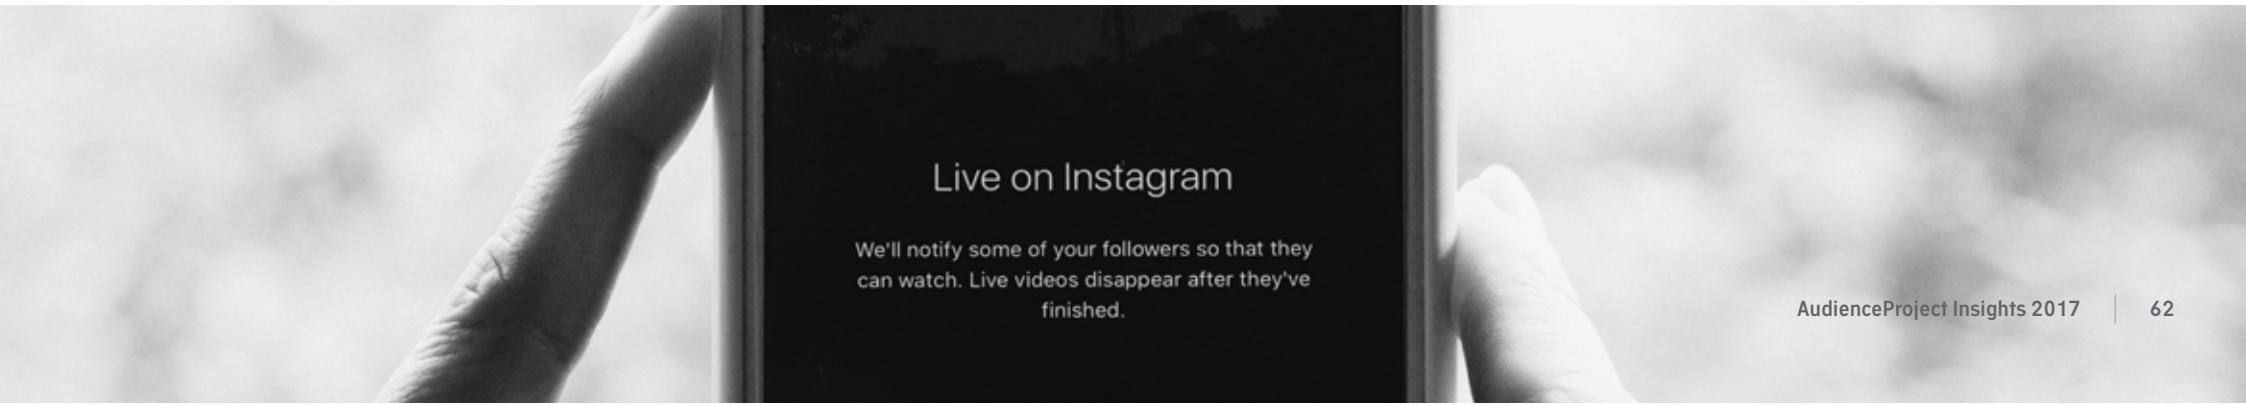 Live on Instagram
We'll notify some of your followers so that they
can watch. Live videos disappear after they've
finished.
AudienceProject Insights 2017 | 62